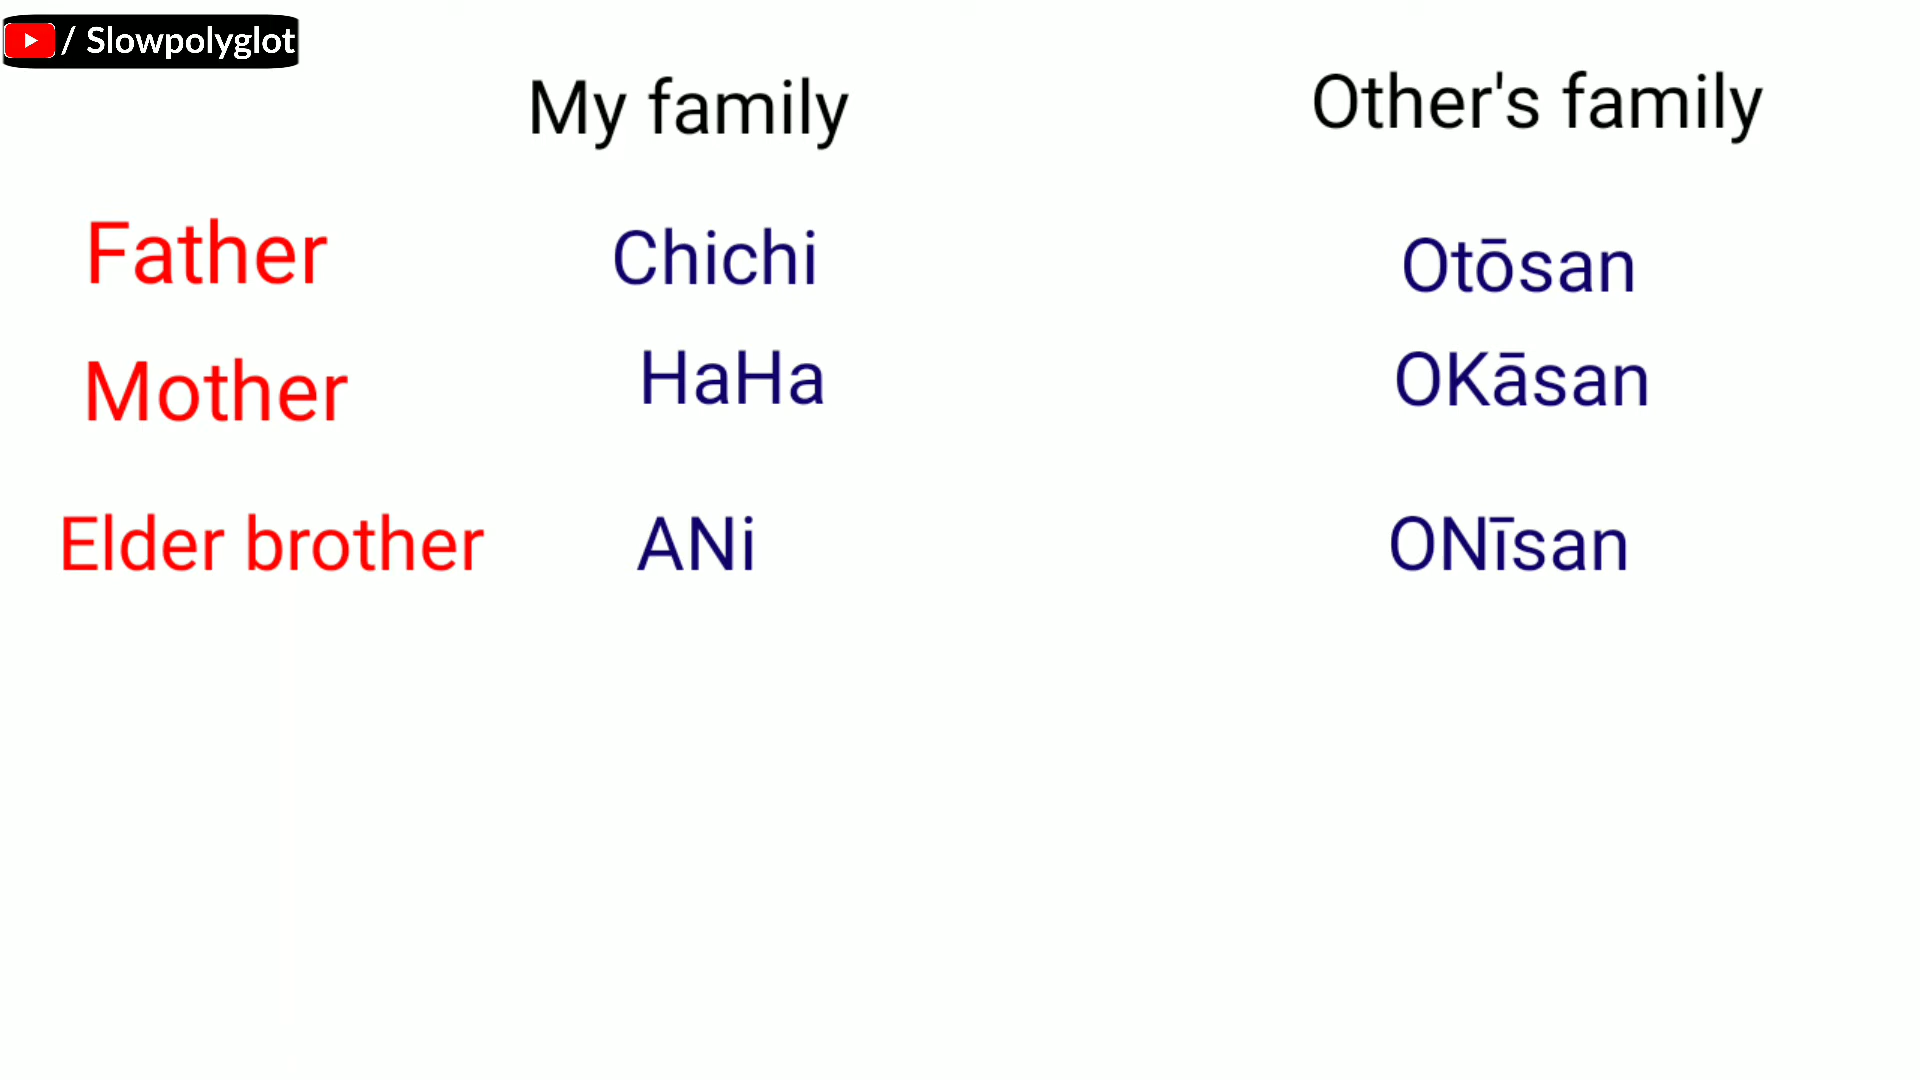 / Slowpolyglot
My family Other's family
Father Chichi Otōsan
Mother HaHa OKāsan
Elder brother ANi ONīsan